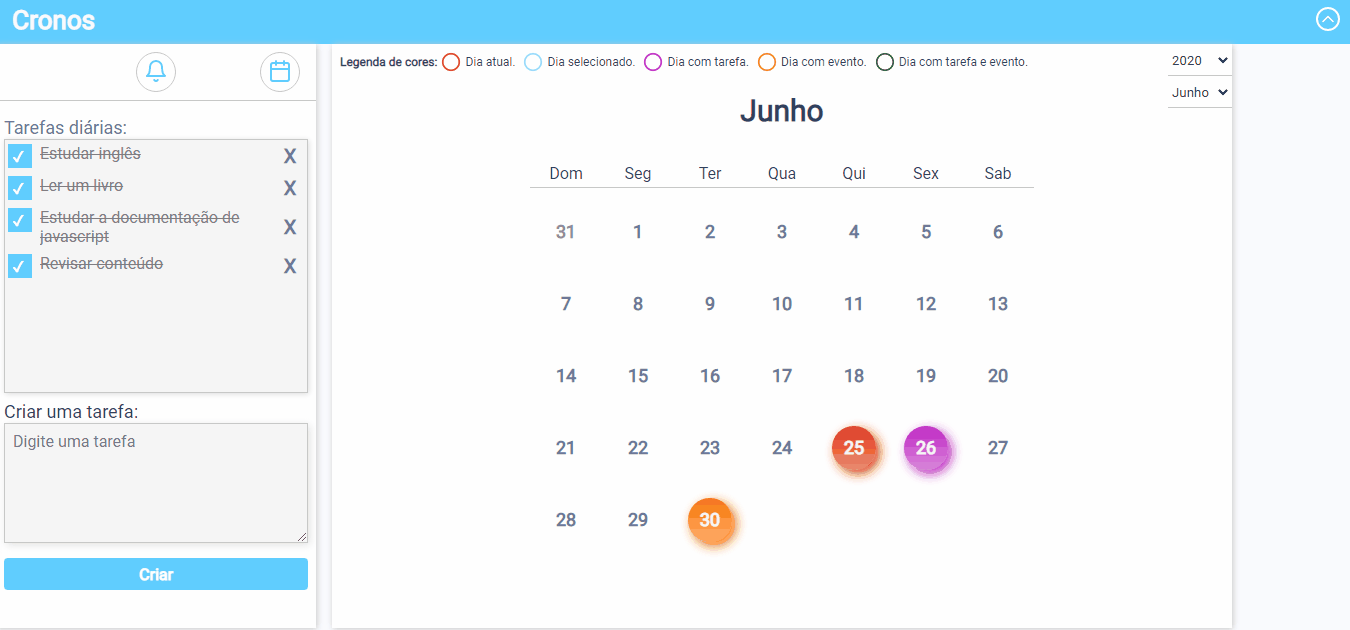 Cronos
Legenda de cores: Dia atual. Dia selecionado. Dia com tarefa. Dia com evento. Dia com tarefa e evento.
2020
Junho
Tarefas diárias:
Estudar inglês X
Ler um livro X
Estudar a documentação de
javascript X
Revisar conteúdo X
Criar uma tarefa:
Digite uma tarefa
Criar
Junho
Dom Seg Ter Qua Qui Sex Sab
31 1 2 3 4 5 6
7 8 9 10 11 12 13
14 15 16 17 18 19 20
21 22 23 24 25 26 27
28 29 30